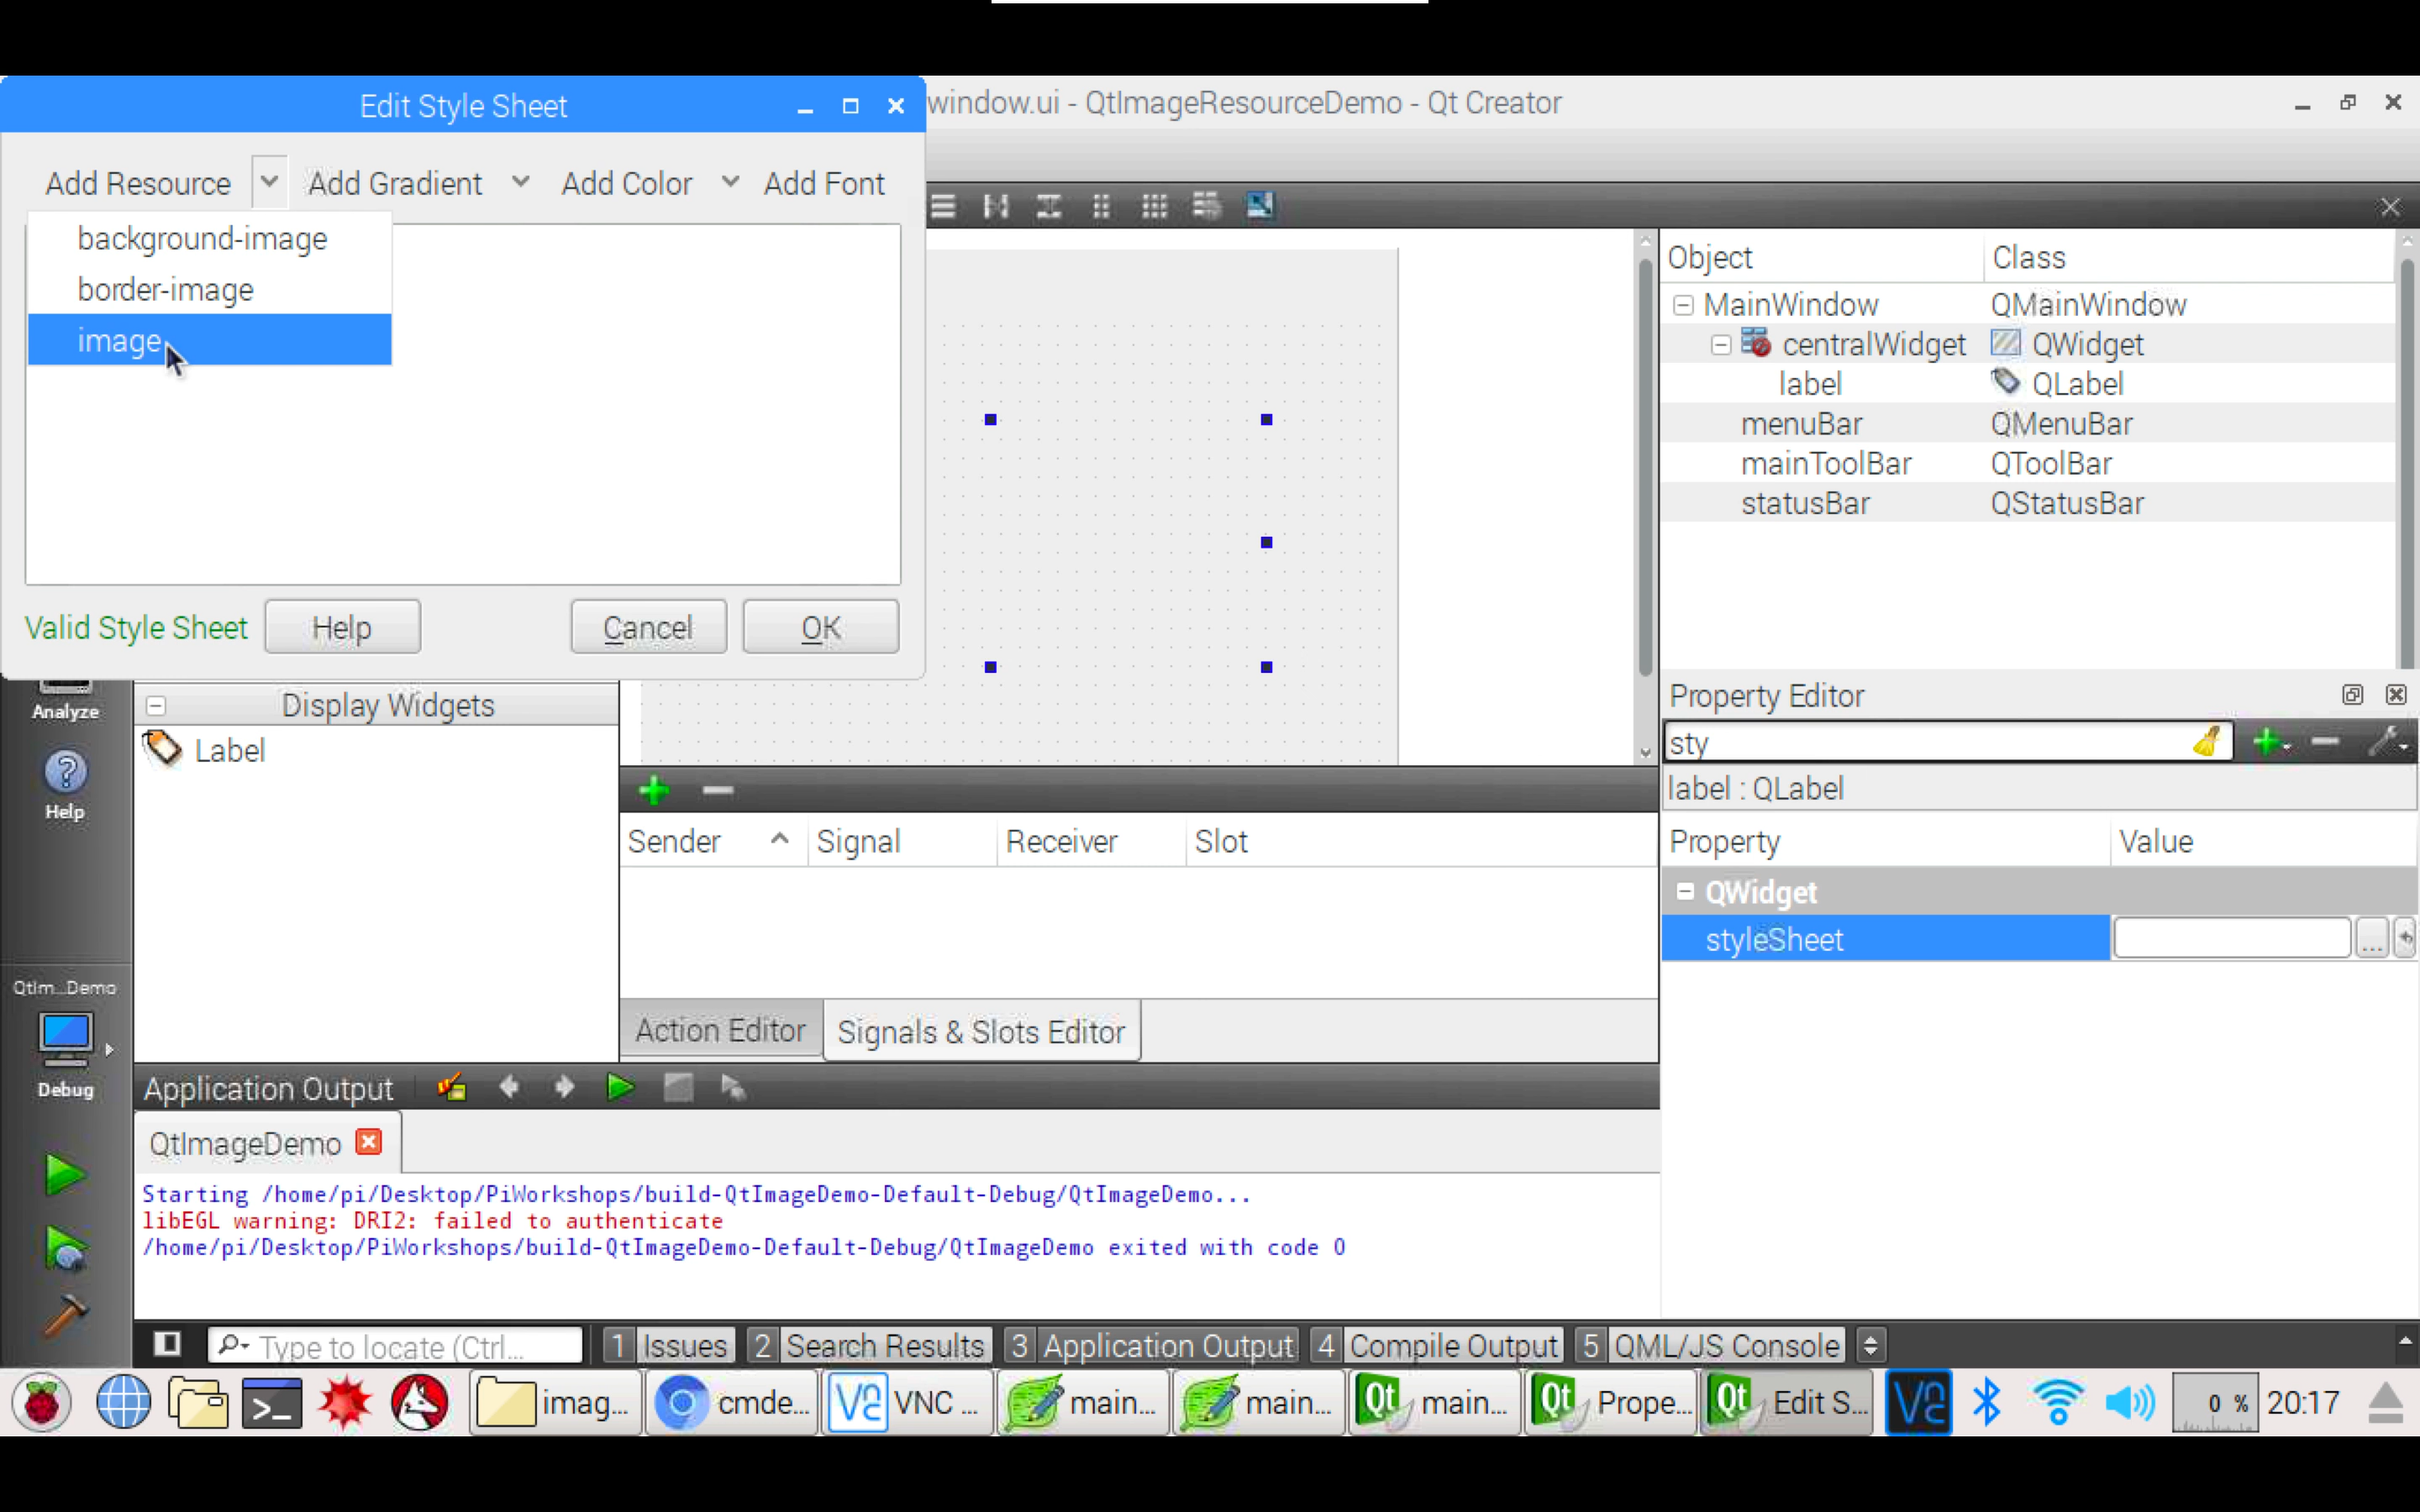 Edit Style Sheet
window.ui - QtImageResourceDemo - Qt Creator
Add Resource
Add Gradient
Add Color
Add Font
background-image
border-image
image
Valid Style Sheet
Help
Cancel
OK
Object
Class
MainWindow
QMainWindow
centralWidget
QWidget
label
QLabel
menuBar
QMenuBar
mainToolBar
QToolBar
statusBar
QStatusBar
Analyze
Help
Display Widgets
Label
Property Editor
sty
label : QLabel
Property
Value
QWidget
styleSheet
...
Sender
Signal
Receiver
Slot
Action Editor
Signals & Slots Editor
QtIm...Demo
Debug
Application Output
QtImageDemo
Starting /home/pi/Desktop/PiWorkshops/build-QtImageDemo-Default-Debug/QtImageDemo...
libEGL warning: DRI2: failed to authenticate
/home/pi/Desktop/PiWorkshops/build-QtImageDemo-Default-Debug/QtImageDemo exited with code 0
Type to locate (Ctrl...
1 Issues
2 Search Results
3 Application Output
4 Compile Output
5 QML/JS Console
imag...
cmde...
VNC ...
main...
main...
Qt main...
Qt Prope...
Qt Edit S...
0 %
20:17